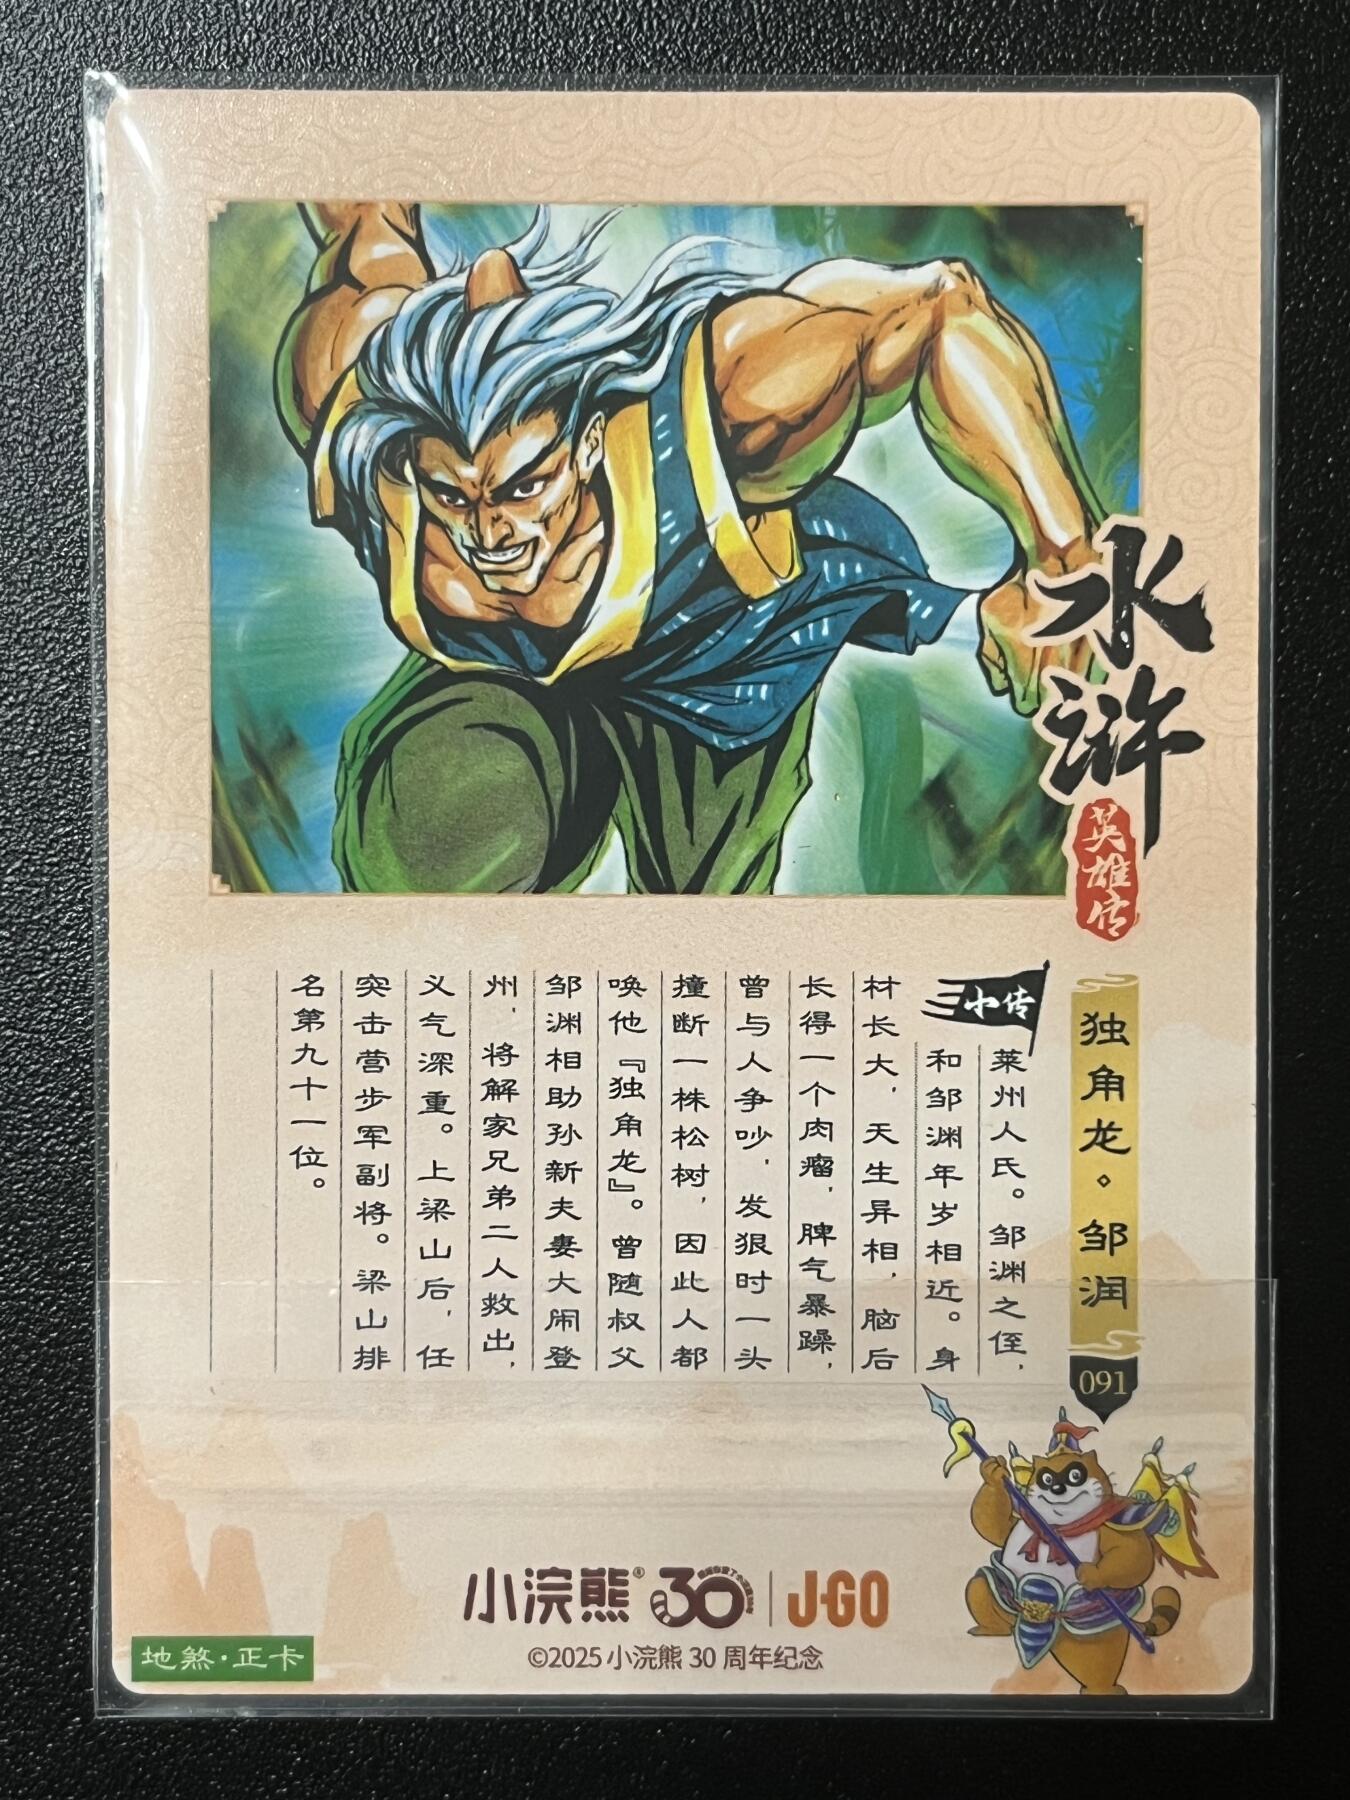 水浒
英雄传
独角龙·邹润
091
小传
莱州人氏。邹渊之侄，
和邹渊年岁相近。身
材长大，天生异相，脑后
长得一个肉瘤，脾气暴躁，
曾与人争吵，发狠时一头
撞断一株松树，因此人都
唤他『独角龙』。曾随叔父
邹渊相助孙新夫妻大闹登
州，将解家兄弟二人救出，
义气深重。上梁山后，任
突击营步军副将。梁山排
名第九十一位。
小浣熊® 30 J-GO
©2025小浣熊 30 周年纪念
地煞·正卡